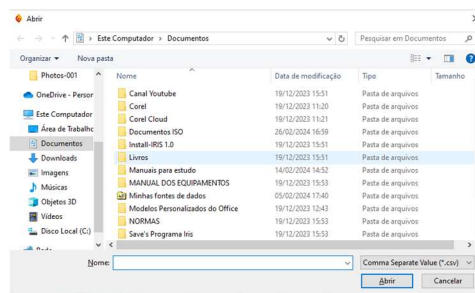 Abrir
Este Computador > Documentos
Pesquisar em Documentos
Organizar Nova pasta
Photos-001
OneDrive - Person
Este Computador
Área de Trabalho
Documentos
Downloads
Imagens
Músicas
Objetos 3D
Vídeos
Disco Local (C:)
Nome Data de modificação Tipo Tamanho
Canal Youtube 19/12/2023 15:51 Pasta de arquivos
Corel 19/12/2023 11:20 Pasta de arquivos
Corel Cloud 19/12/2023 11:21 Pasta de arquivos
Documentos ISO 26/02/2024 16:59 Pasta de arquivos
Install-IRIS 1.0 19/12/2023 15:51 Pasta de arquivos
Livros 19/12/2023 15:51 Pasta de arquivos
Manuais para estudo 14/02/2024 14:52 Pasta de arquivos
MANUAL DOS EQUIPAMENTOS 19/12/2023 15:53 Pasta de arquivos
Minhas fontes de dados 05/02/2024 17:40 Pasta de arquivos
Modelos Personalizados do Office 19/12/2023 12:43 Pasta de arquivos
NORMAS 19/12/2023 15:53 Pasta de arquivos
Save's Programa Iris 19/12/2023 15:53 Pasta de arquivos
Nome: Comma Separate Value (*.csv)
Abrir Cancelar